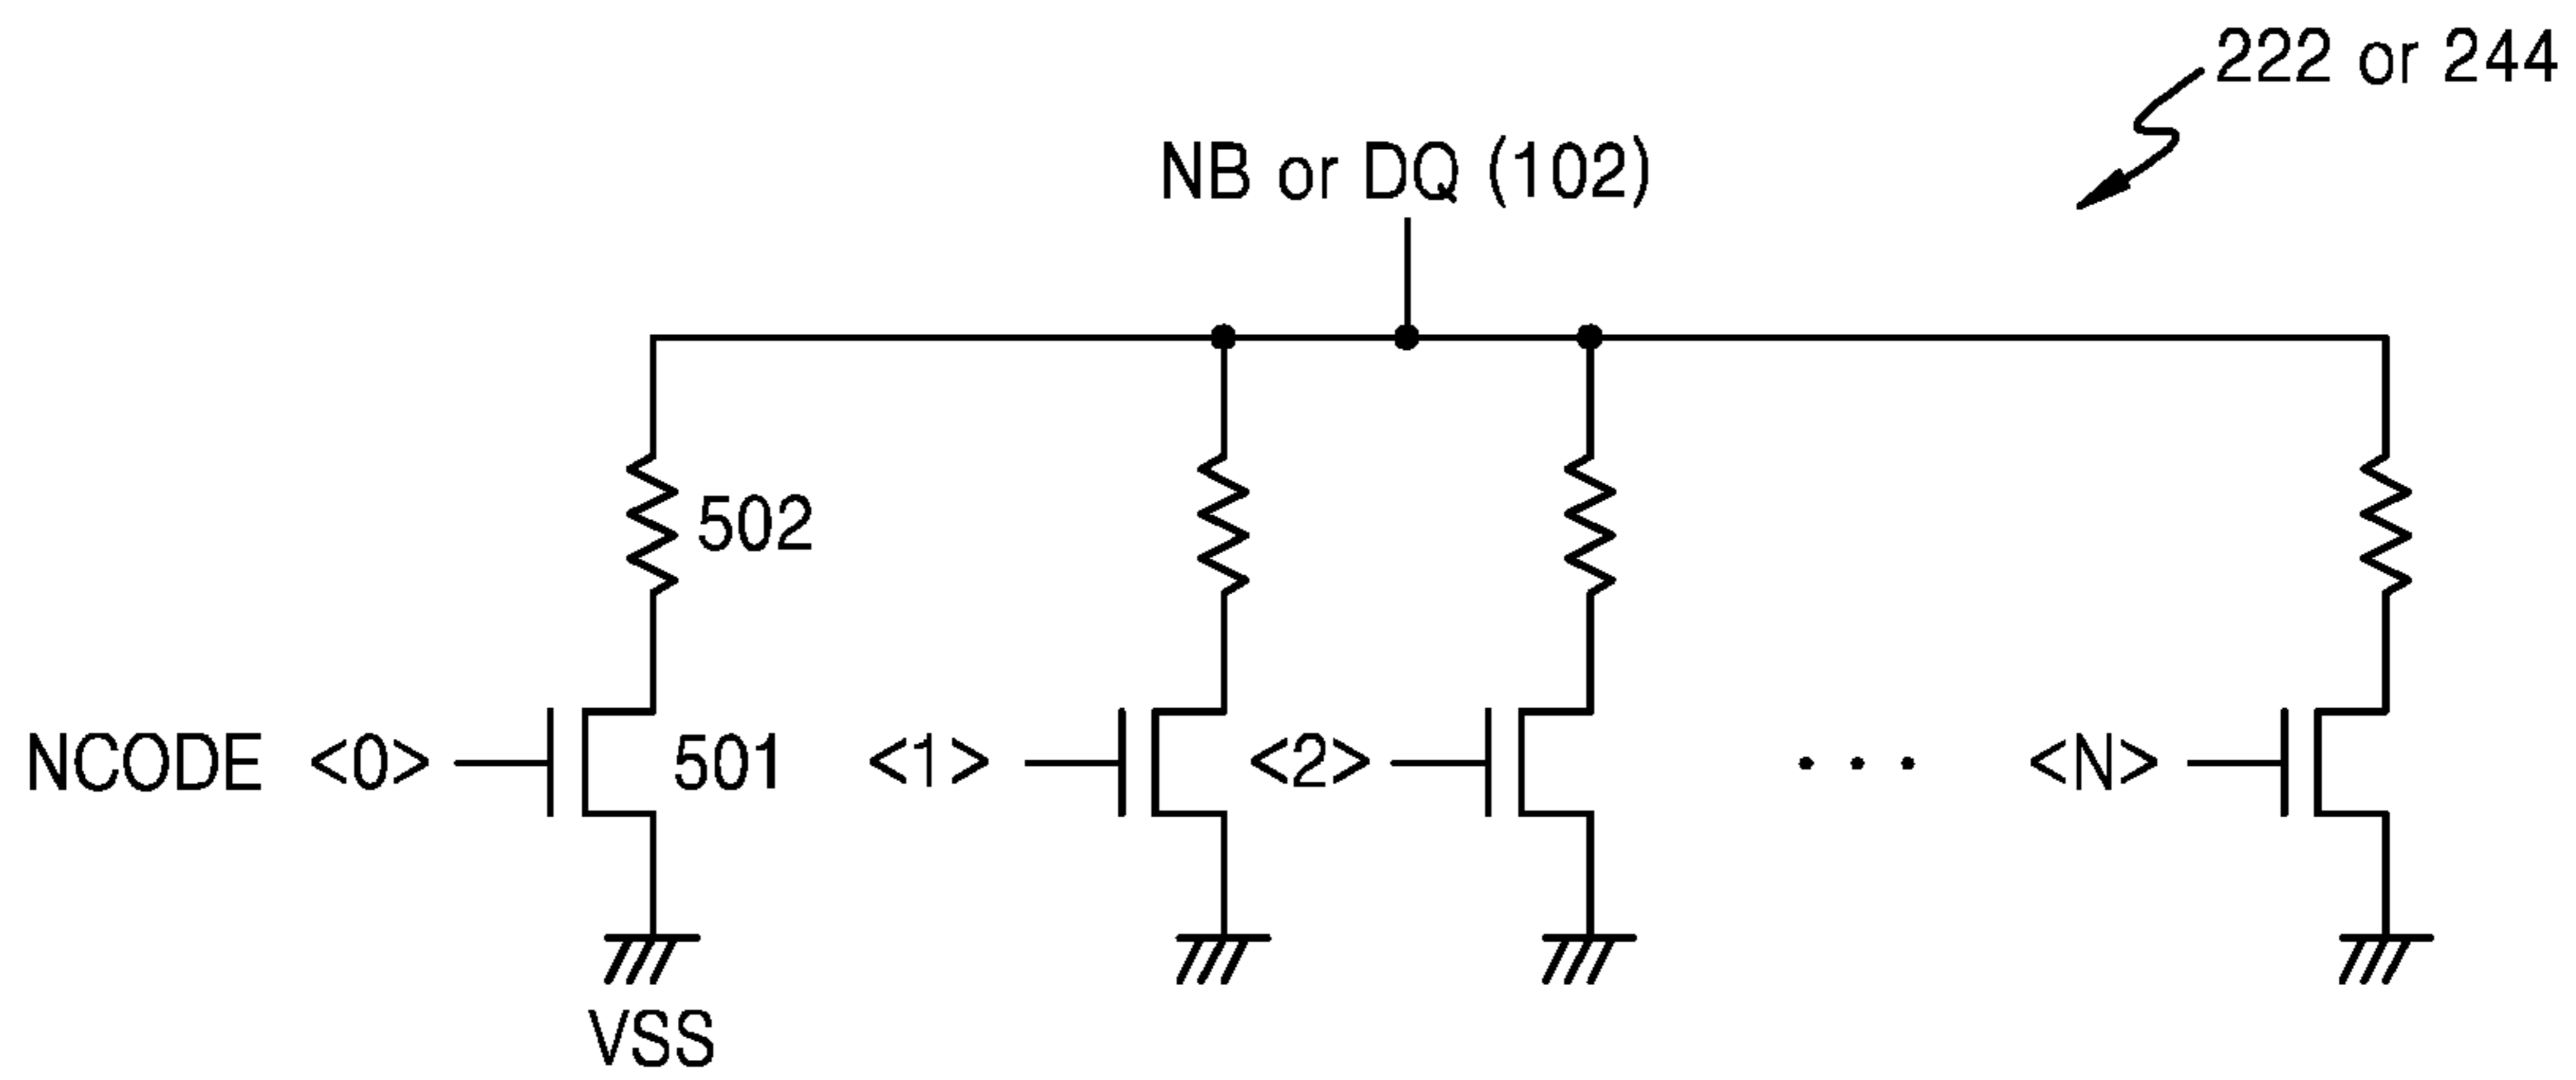 222 or 244
NB or DQ (102)
502
NCODE <0> 501 <1> <2> ... <N>
VSS